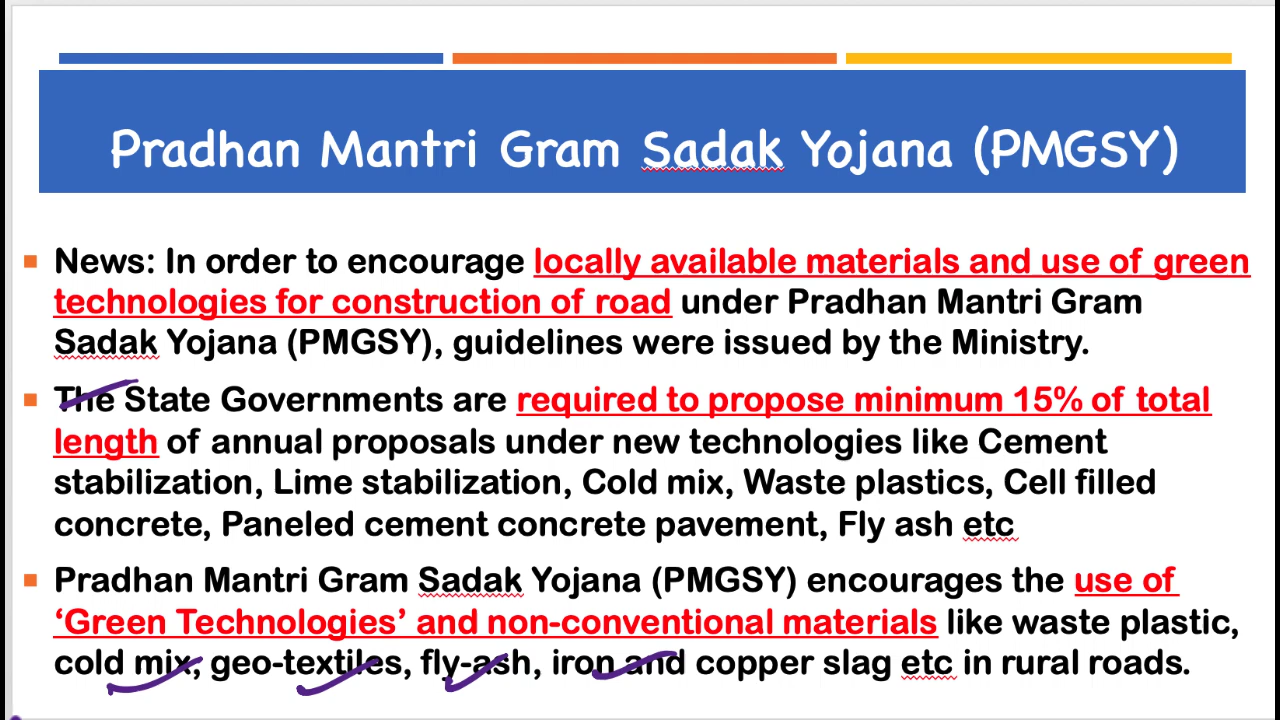 Pradhan Mantri Gram Sadak Yojana (PMGSY)
News: In order to encourage locally available materials and use of green
technologies for construction of road under Pradhan Mantri Gram
Sadak Yojana (PMGSY), guidelines were issued by the Ministry.
The State Governments are required to propose minimum 15% of total
length of annual proposals under new technologies like Cement
stabilization, Lime stabilization, Cold mix, Waste plastics, Cell filled
concrete, Paneled cement concrete pavement, Fly ash etc
Pradhan Mantri Gram Sadak Yojana (PMGSY) encourages the use of
‘Green Technologies’ and non-conventional materials like waste plastic,
cold mix, geo-textiles, fly-ash, iron and copper slag etc in rural roads.